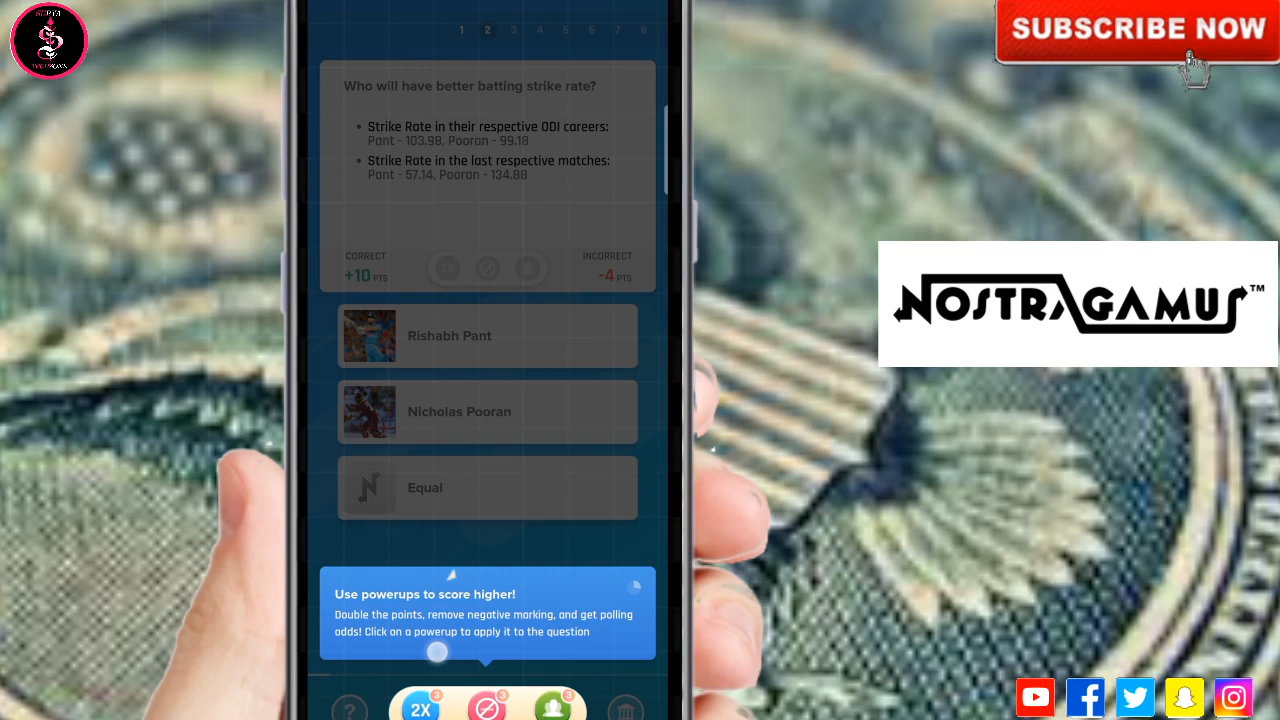 SUBSCRIBE NOW
1 2 3 4 5 6 7 8
Who will have better batting strike rate?
• Strike Rate in their respective ODI careers:
Pant - 103.98, Pooran - 99.18
• Strike Rate in the last respective matches:
Pant - 57.14, Pooran - 134.88
CORRECT
INCORRECT
+10 PTS
-4 PTS
NOSTRAGAMUS™
Rishabh Pant
Nicholas Pooran
Equal
Use powerups to score higher!
Double the points, remove negative marking, and get polling
odds! Click on a powerup to apply it to the question
3 3 3
? 2X